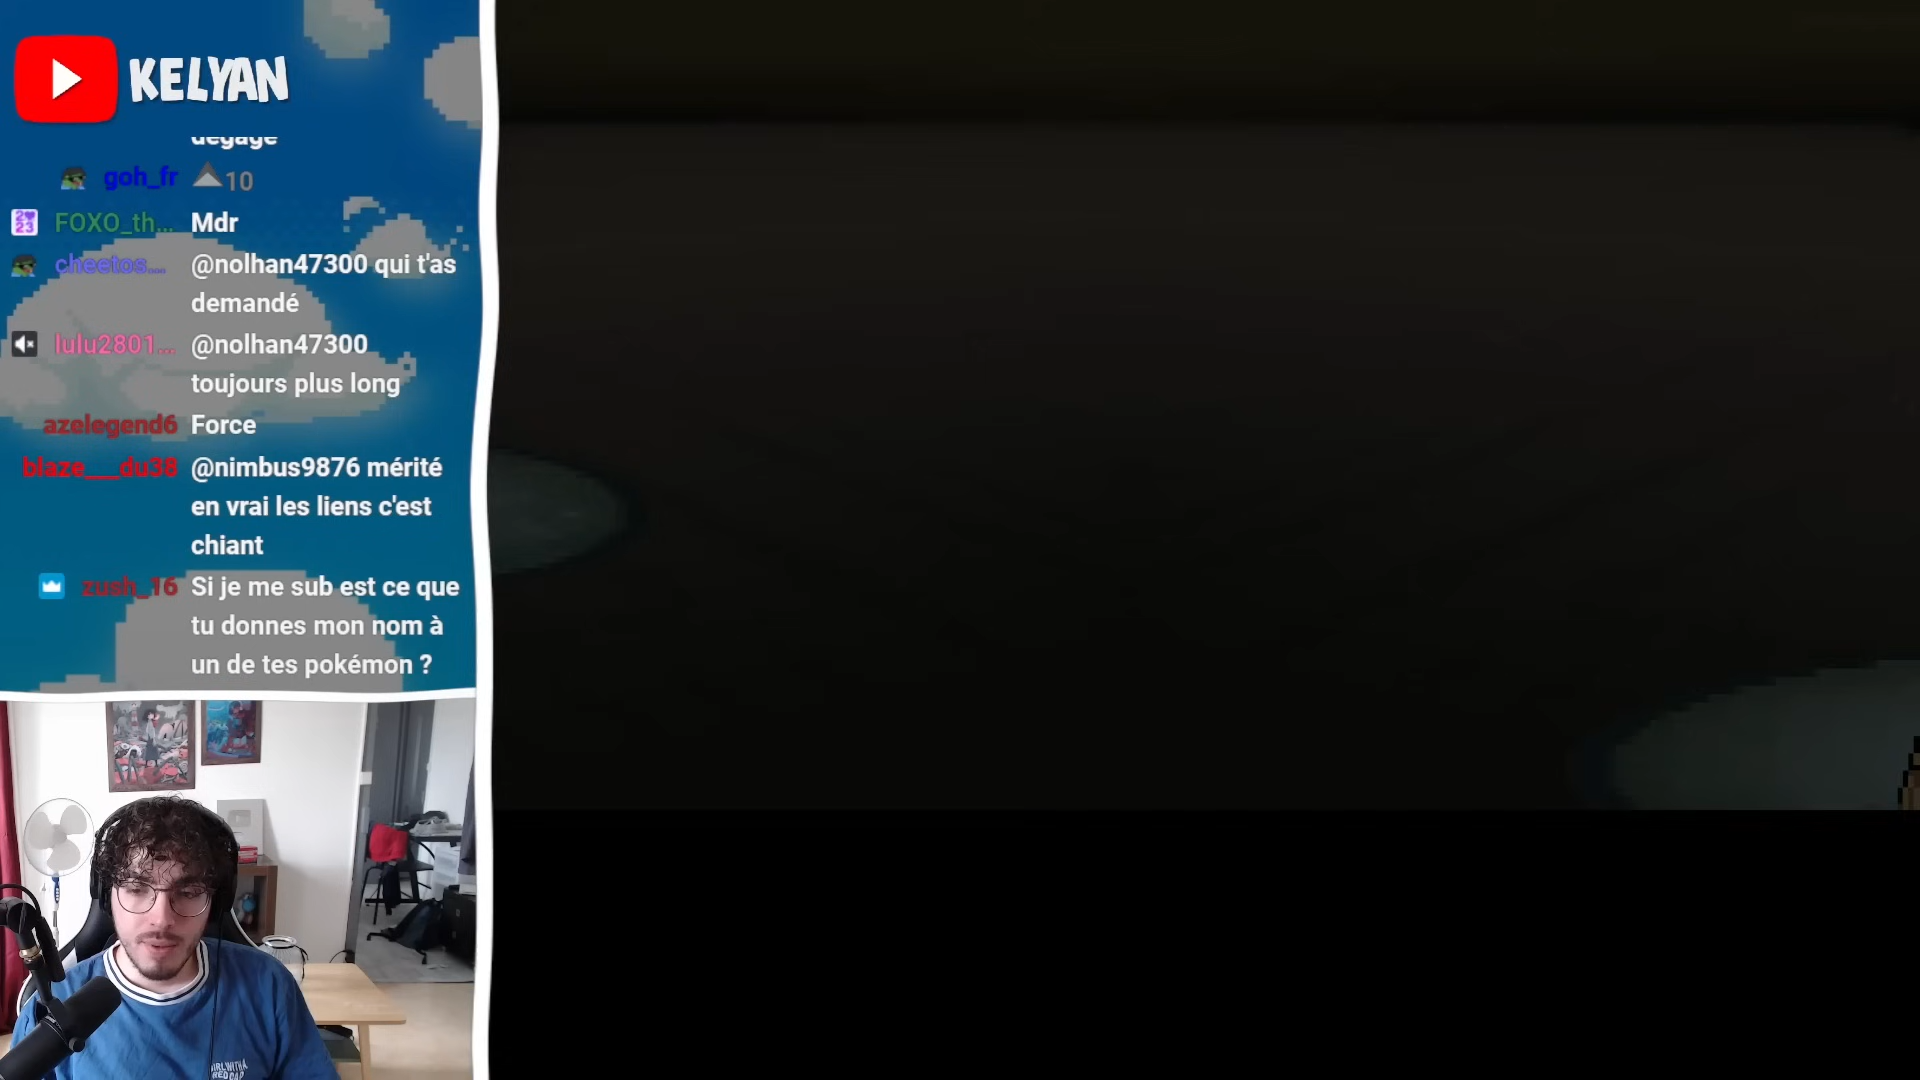 KELYAN
dégage
goh_fr 10
FOXO_th... Mdr
cheetos... @nolhan47300 qui t'as
demandé
lulu2801... @nolhan47300
toujours plus long
azelegend6 Force
blaze___du38 @nimbus9876 mérité
en vrai les liens c'est
chiant
zush_16 Si je me sub est ce que
tu donnes mon nom à
un de tes pokémon ?